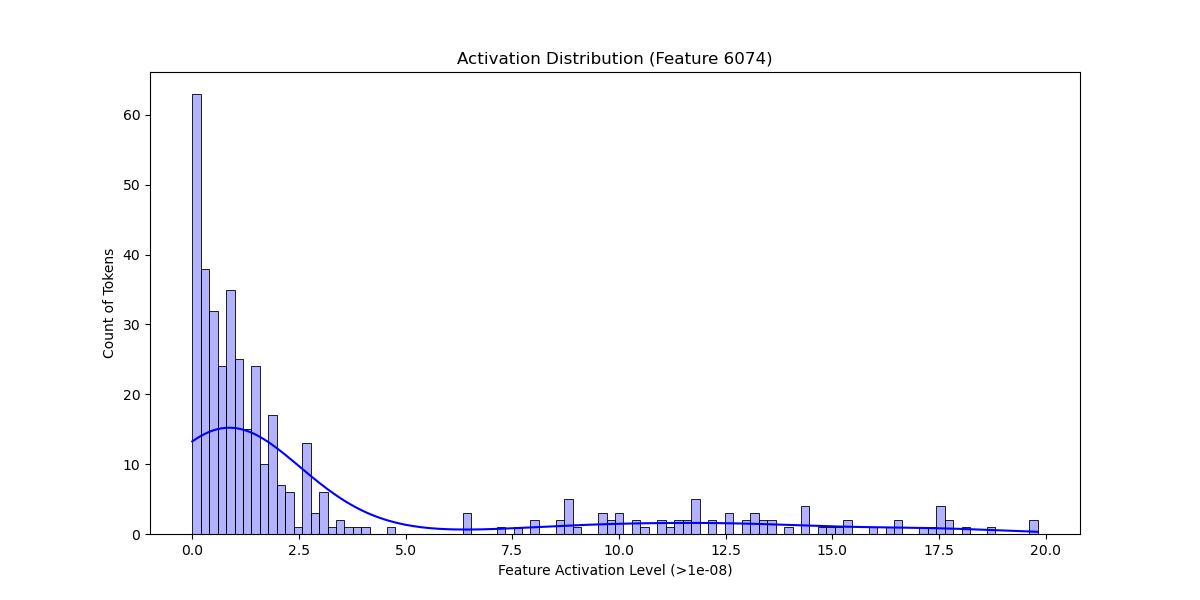 Activation Distribution (Feature 6074)
Count of Tokens
60
50
40
30
20
10
0
0.0 2.5 5.0 7.5 10.0 12.5 15.0 17.5 20.0
Feature Activation Level (>1e-08)